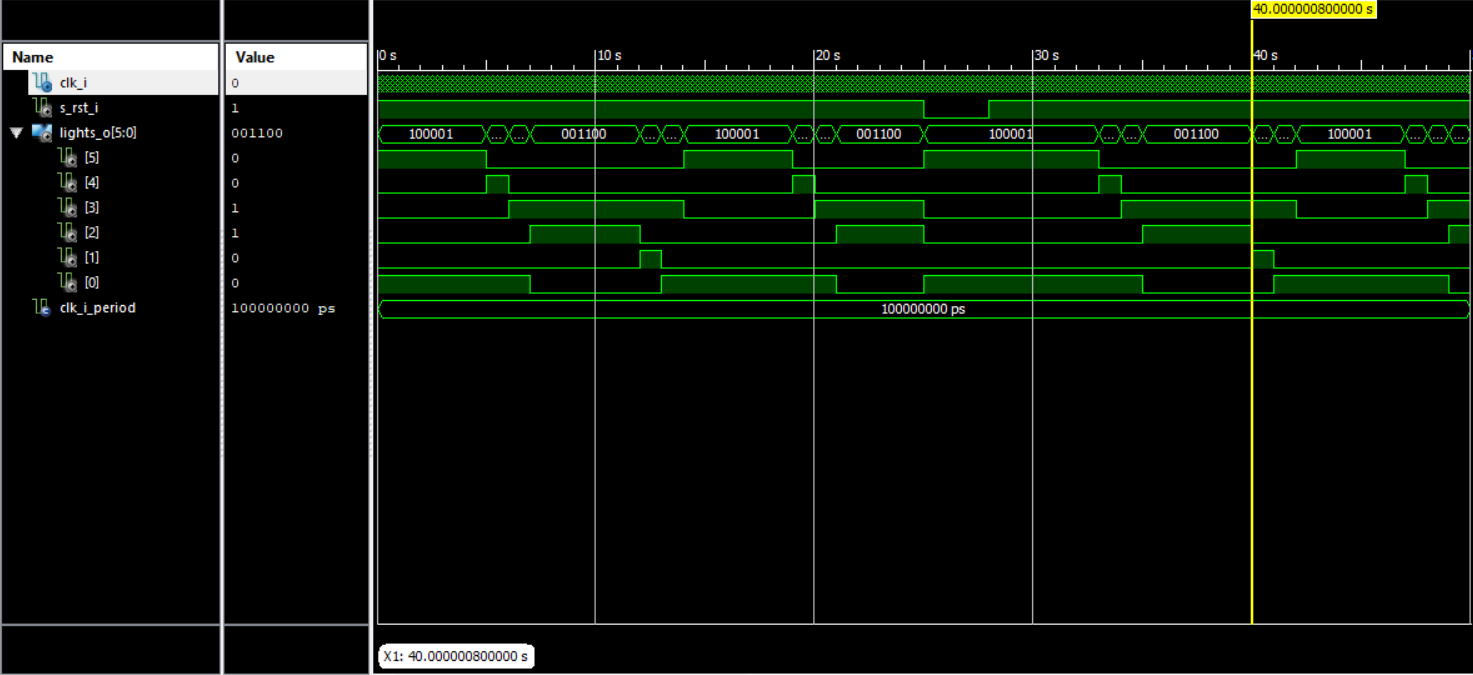 40.000000800000 s
Name Value
0 s 10 s 20 s 30 s 40 s
clk_i 0
s_rst_i 1
lights_o[5:0] 001100 100001 ... ... 001100 ... ... 100001 ... ... 001100 100001 ... ... 001100 ... ... 100001 ... ... ...
[5] 0
[4] 0
[3] 1
[2] 1
[1] 0
[0] 0
clk_i_period 100000000 ps 100000000 ps
X1: 40.000000800000 s